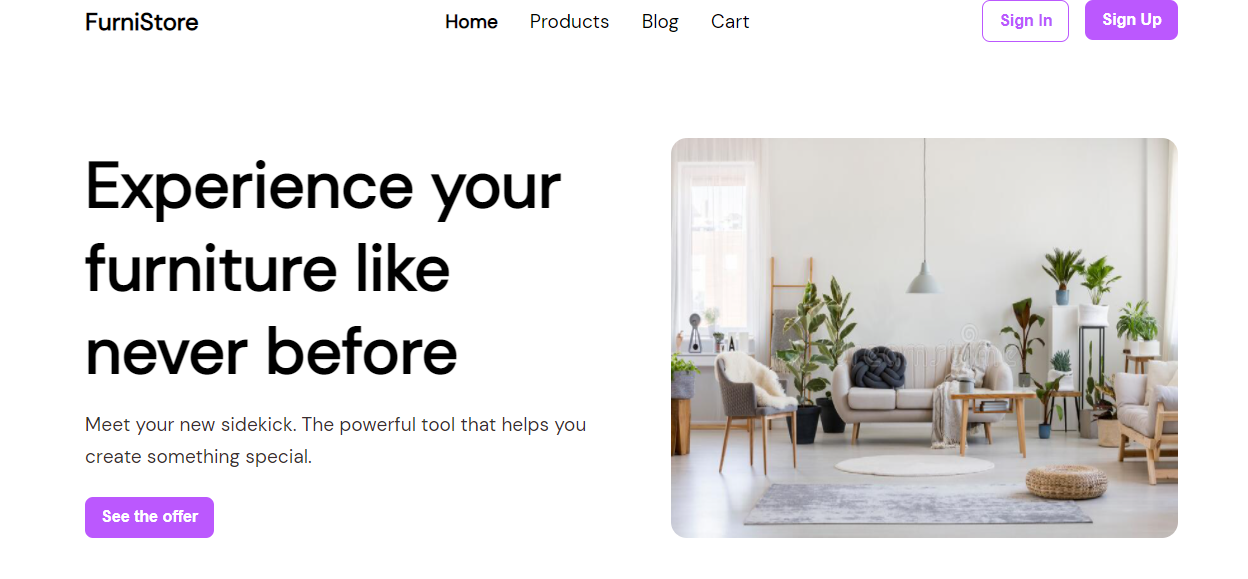 FurniStore
Home Products Blog Cart
Sign In Sign Up
Experience your
furniture like
never before
Meet your new sidekick. The powerful tool that helps you
create something special.
See the offer